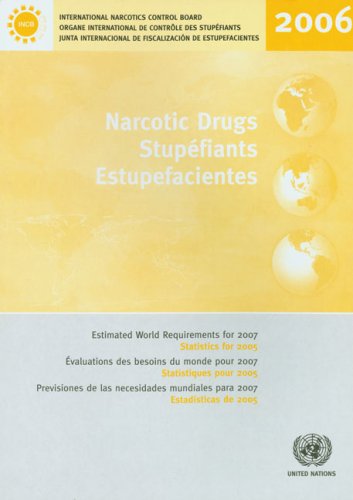 INCB
INTERNATIONAL NARCOTICS CONTROL BOARD
ORGANE INTERNATIONAL DE CONTRÔLE DES STUPÉFIANTS
JUNTA INTERNACIONAL DE FISCALIZACIÓN DE ESTUPEFACIENTES
2006
Narcotic Drugs
Stupéfiants
Estupefacientes
Estimated World Requirements for 2007
Statistics for 2005
Évaluations des besoins du monde pour 2007
Statistiques pour 2005
Previsiones de las necesidades mundiales para 2007
Estadísticas de 2005
UNITED NATIONS